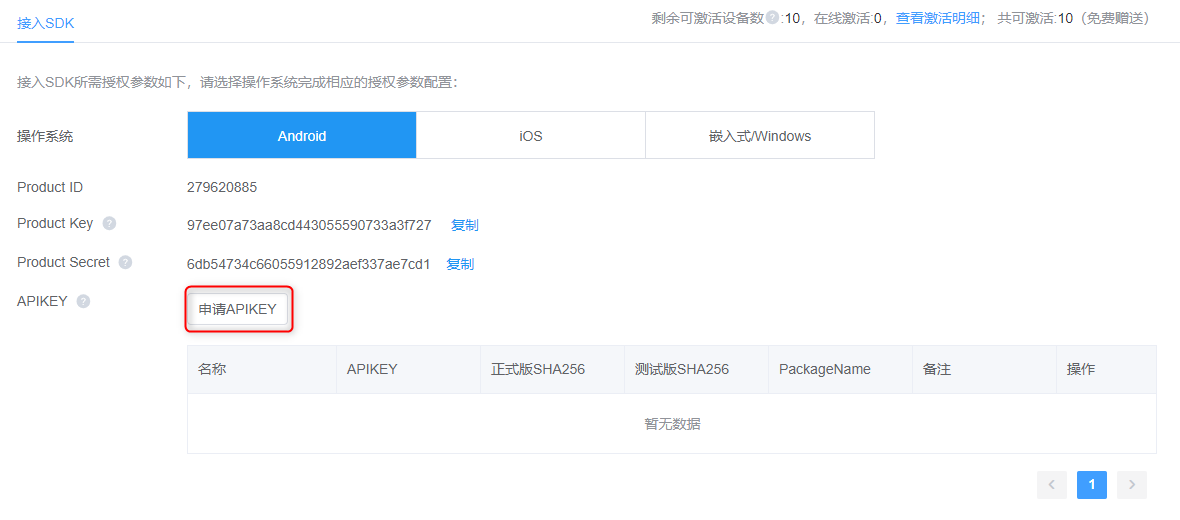 接入SDK
剩余可激活设备数?:10，在线激活:0，查看激活明细； 共可激活:10（免费赠送）
接入SDK所需授权参数如下，请选择操作系统完成相应的授权参数配置：
操作系统 Android iOS 嵌入式/Windows
Product ID 279620885
Product Key ? 97ee07a73aa8cd443055590733a3f727 复制
Product Secret ? 6db54734c66055912892aef337ae7cd1 复制
APIKEY ? 申请APIKEY
名称 APIKEY 正式版SHA256 测试版SHA256 PackageName 备注 操作
暂无数据
< 1 >